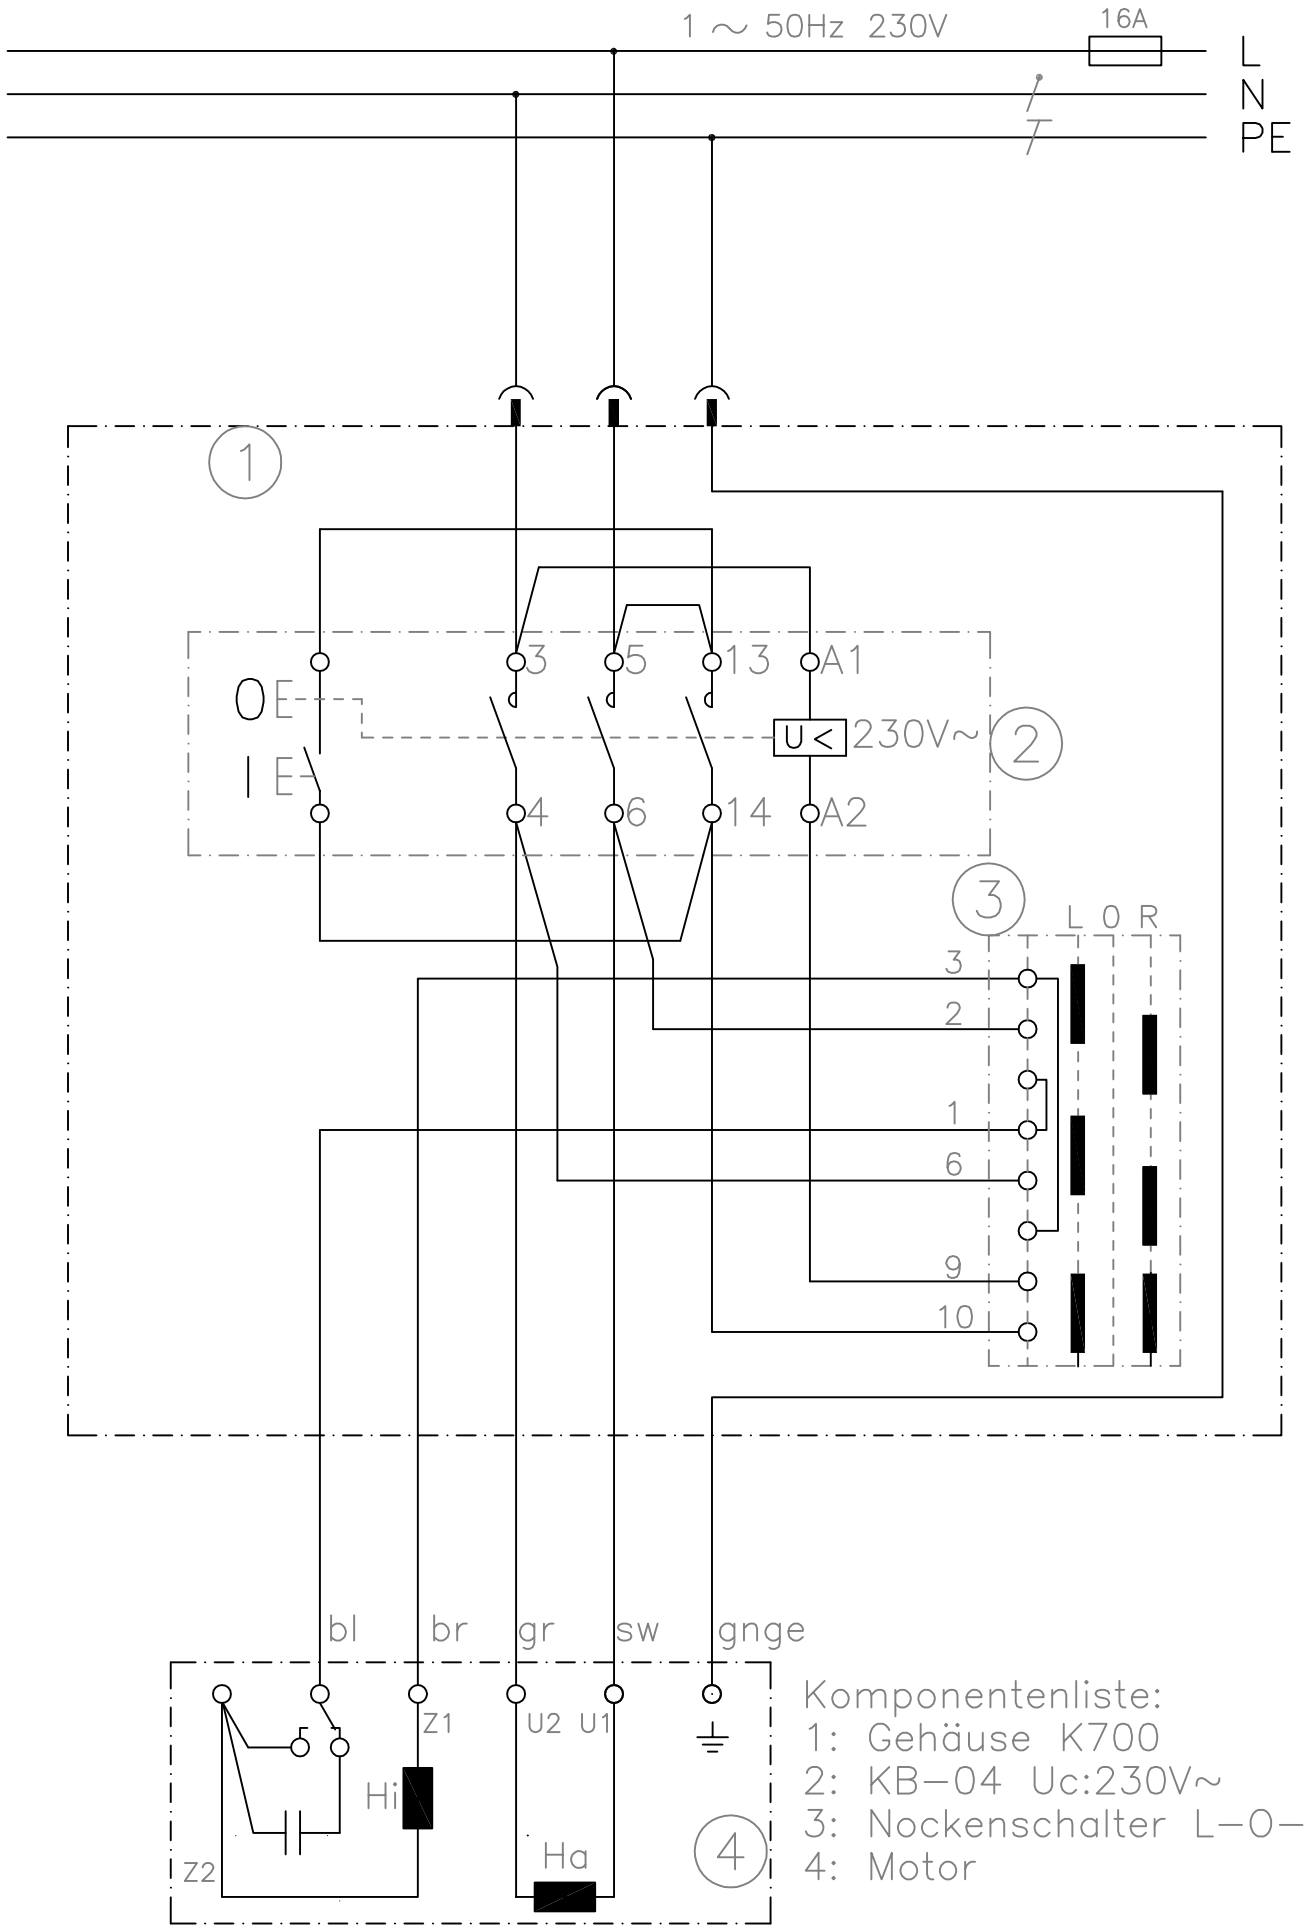 1 ~ 50Hz 230V
16A
L
N
PE
1
3
5
13
A1
O
U<
230V~
2
I
4
6
14
A2
3
L O R
3
2
1
6
9
10
bl
br
gr
sw
gnge
Z1
U2
U1
Hi
Z2
Ha
4
Komponentenliste:
1: Gehäuse K700
2: KB-04 Uc:230V~
3: Nockenschalter L-O-
4: Motor